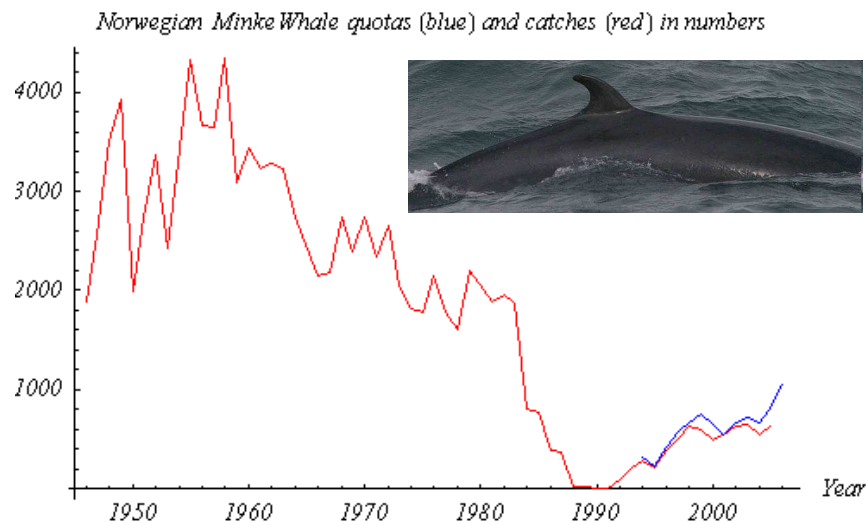 Norwegian Minke Whale quotas (blue) and catches (red) in numbers
4000
3000
2000
1000
1950 1960 1970 1980 1990 2000 Year